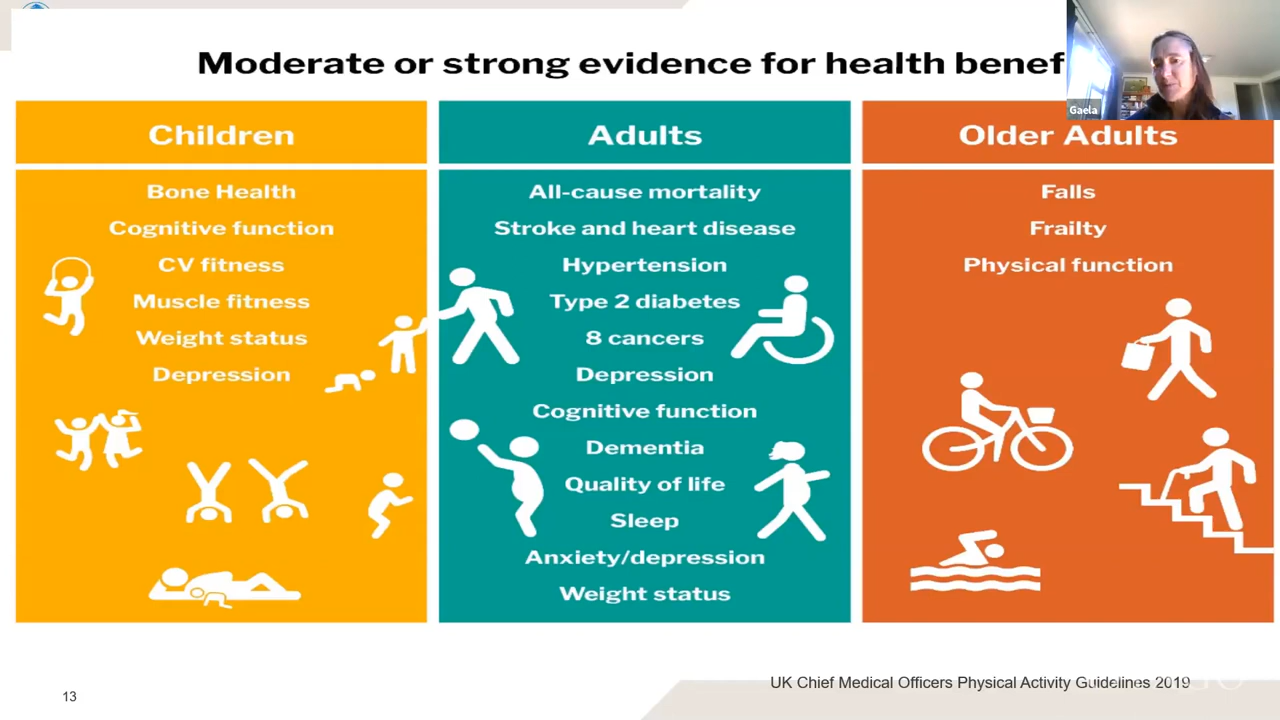 Moderate or strong evidence for health benef
Gaela
Children
Bone Health
Cognitive function
CV fitness
Muscle fitness
Weight status
Depression
Adults
All-cause mortality
Stroke and heart disease
Hypertension
Type 2 diabetes
8 cancers
Depression
Cognitive function
Dementia
Quality of life
Sleep
Anxiety/depression
Weight status
Older Adults
Falls
Frailty
Physical function
UK Chief Medical Officers Physical Activity Guidelines 2019
13